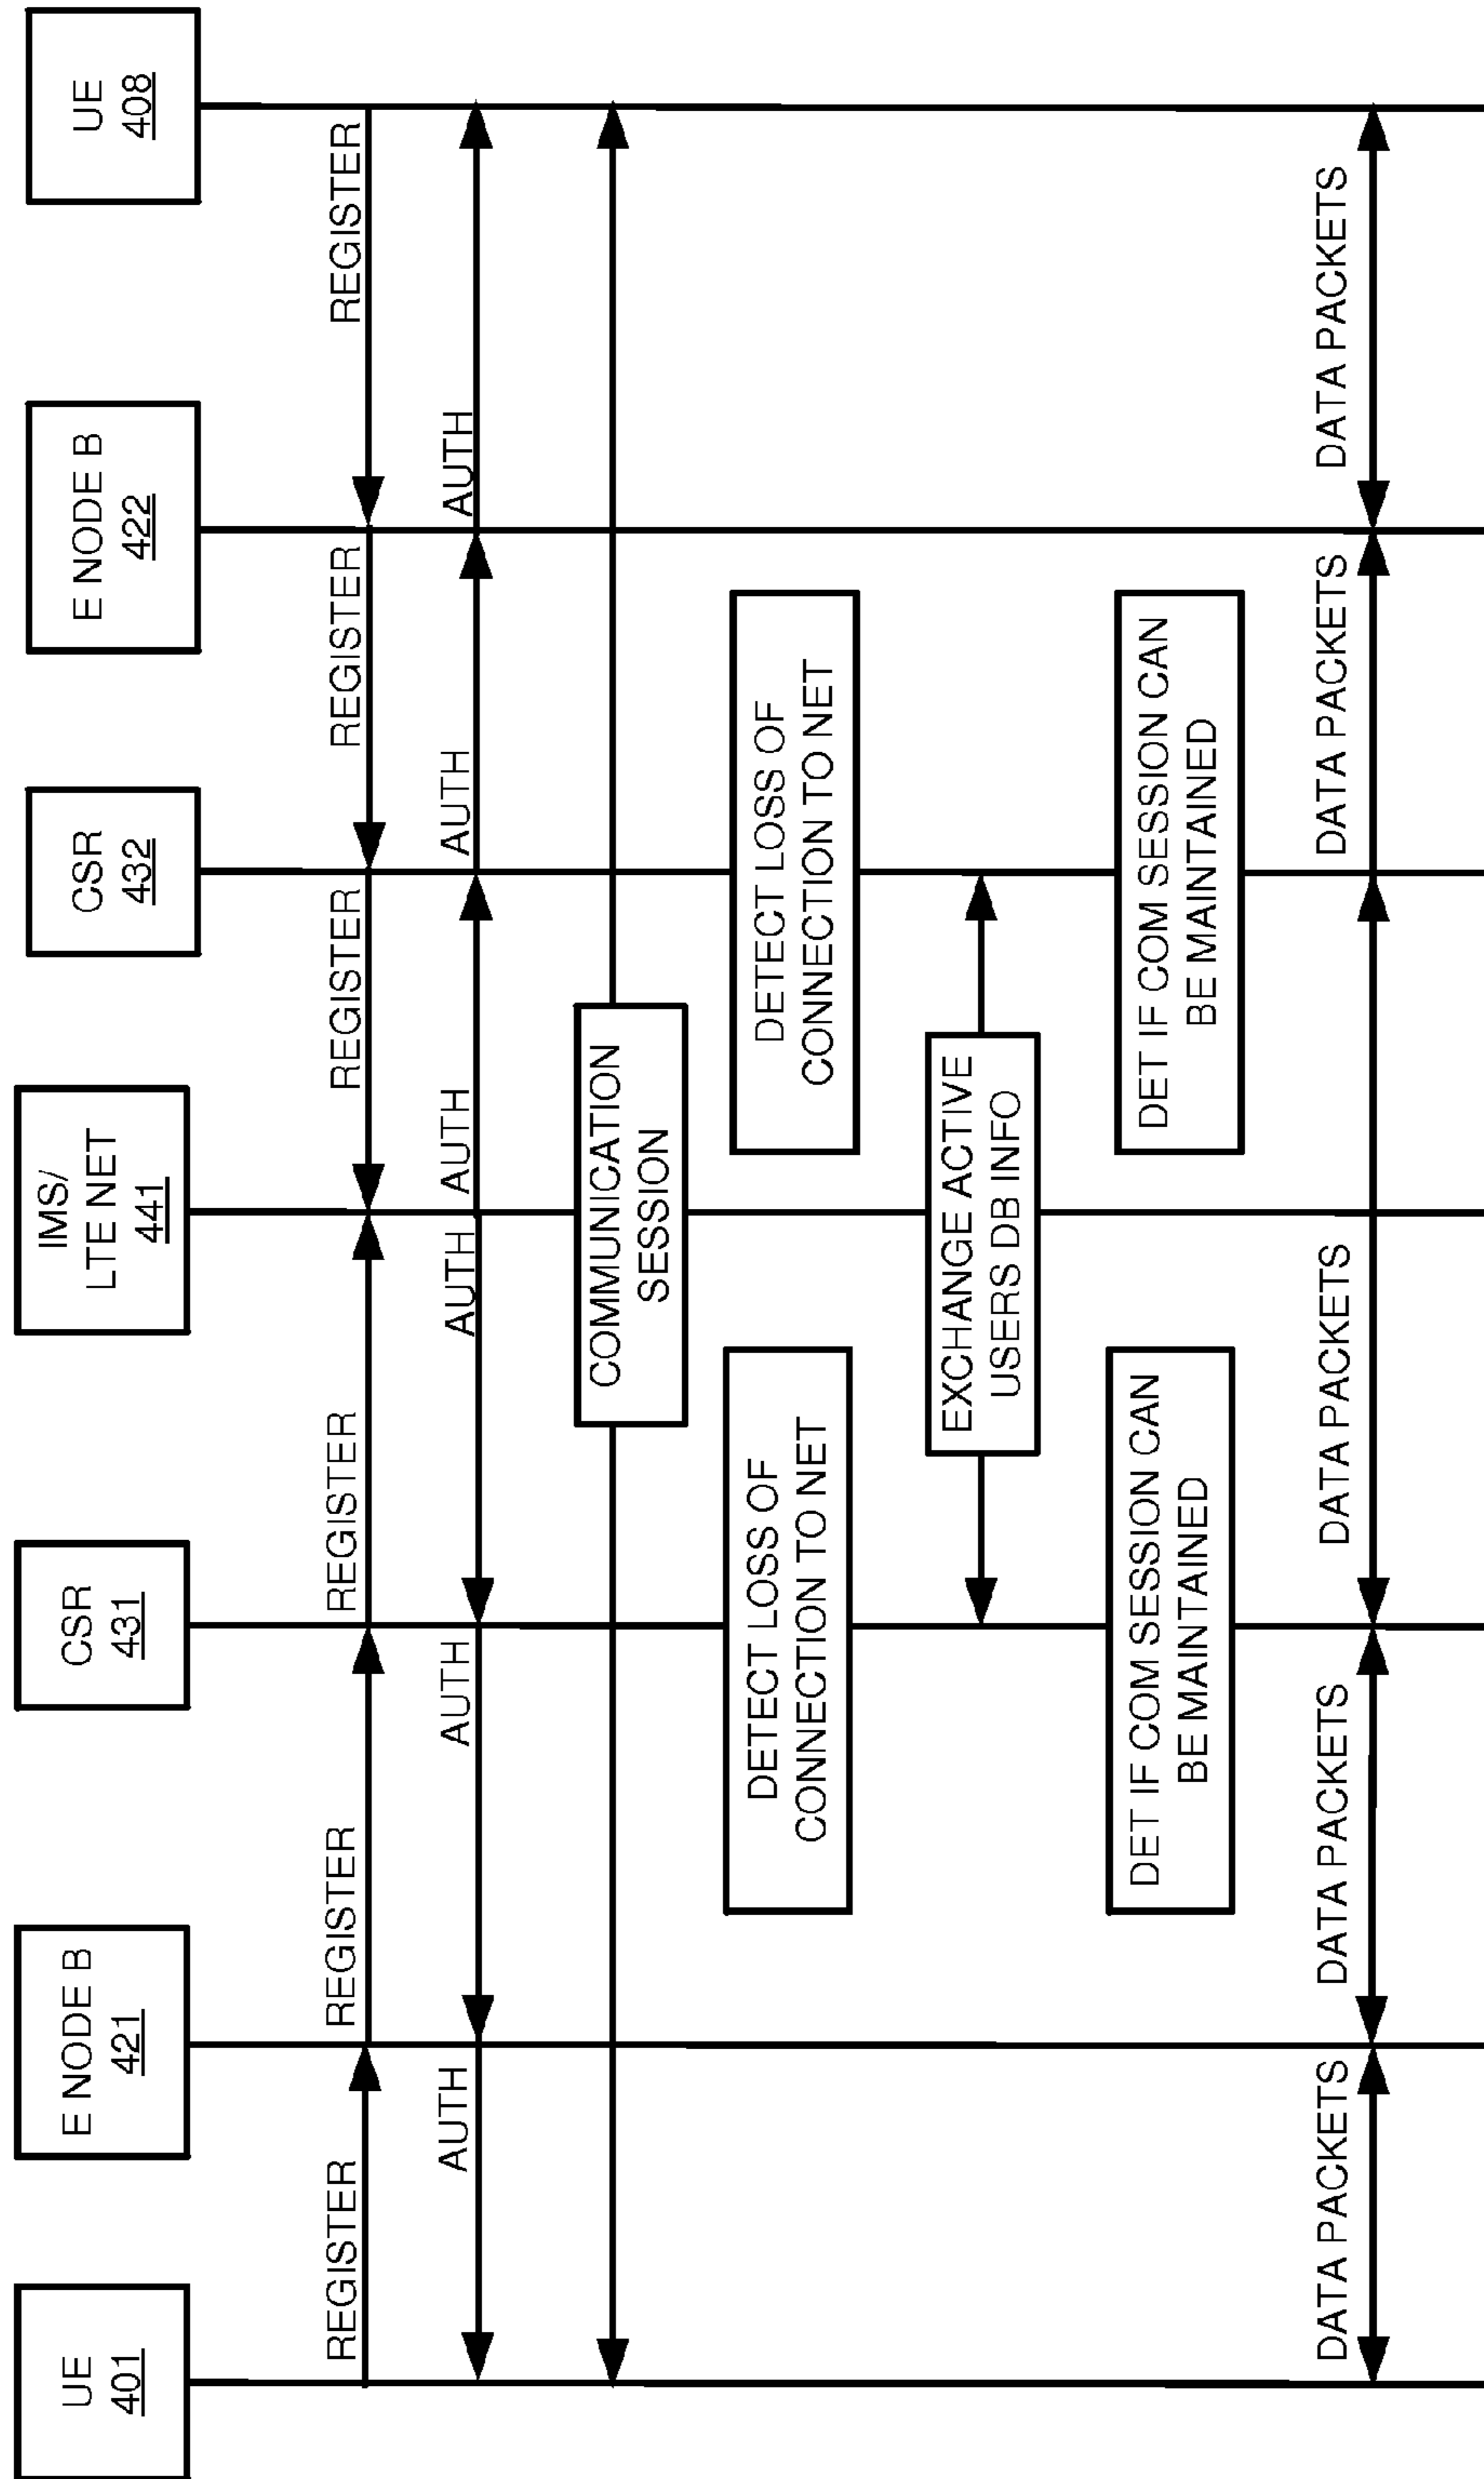 UE
401
E NODE B
421
CSR
431
IMS/
LTE NET
441
CSR
432
E NODE B
422
UE
408
REGISTER
REGISTER
REGISTER
REGISTER
REGISTER
REGISTER
AUTH
AUTH
AUTH
AUTH
AUTH
AUTH
COMMUNICATION
SESSION
DETECT LOSS OF
CONNECTION TO NET
DETECT LOSS OF
CONNECTION TO NET
EXCHANGE ACTIVE
USERS DB INFO
DET IF COM SESSION CAN
BE MAINTAINED
DET IF COM SESSION CAN
BE MAINTAINED
DATA PACKETS
DATA PACKETS
DATA PACKETS
DATA PACKETS
DATA PACKETS